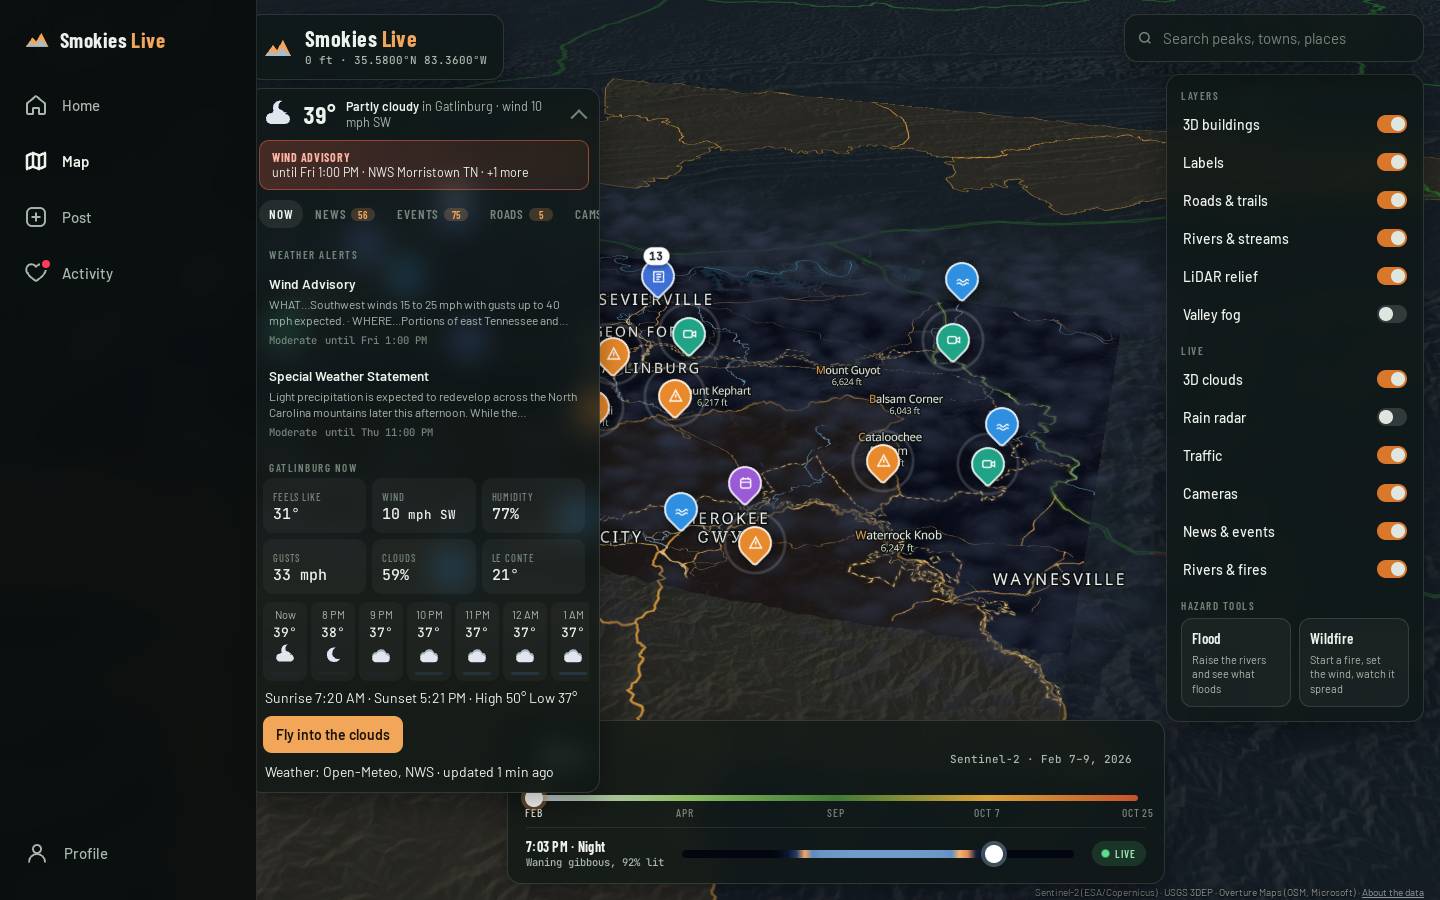 Smokies Live
Home
Map
Post
Activity
Profile
Smokies Live
0 ft · 35.5800°N 83.3600°W
39°
Partly cloudy in Gatlinburg · wind 10
mph SW
WIND ADVISORY
until Fri 1:00 PM · NWS Morristown TN · +1 more
NOW NEWS 56 EVENTS 75 ROADS 5 CAMS
WEATHER ALERTS
Wind Advisory
WHAT...Southwest winds 15 to 25 mph with gusts up to 40
mph expected. · WHERE...Portions of east Tennessee and...
Moderate until Fri 1:00 PM
Special Weather Statement
Light precipitation is expected to redevelop across the North
Carolina mountains later this afternoon. While the...
Moderate until Thu 11:00 PM
GATLINBURG NOW
FEELS LIKE WIND HUMIDITY
31° 10 mph SW 77%
GUSTS CLOUDS LE CONTE
33 mph 59% 21°
Now 8 PM 9 PM 10 PM 11 PM 12 AM 1 AM
39° 38° 37° 37° 37° 37° 37°
Sunrise 7:20 AM · Sunset 5:21 PM · High 50° Low 37°
Fly into the clouds
Weather: Open-Meteo, NWS · updated 1 min ago
13
SEVIERVILLE
GEON FO
LINBURG
unt Kephart
6,217 ft
Mount Guyot
6,624 ft
Balsam Corner
6,043 ft
Cataloochee
CITY
EROKEE
ᏣᎳᎩ
Waterrock Knob
6,247 ft
WAYNESVILLE
Sentinel-2 · Feb 7–9, 2026
FEB APR SEP OCT 7 OCT 25
7:03 PM · Night
Waning gibbous, 92% lit
LIVE
Search peaks, towns, places
LAYERS
3D buildings
Labels
Roads & trails
Rivers & streams
LiDAR relief
Valley fog
LIVE
3D clouds
Rain radar
Traffic
Cameras
News & events
Rivers & fires
HAZARD TOOLS
Flood
Raise the rivers
and see what
floods
Wildfire
Start a fire, set
the wind, watch it
spread
Sentinel-2 (ESA/Copernicus) · USGS 3DEP · Overture Maps (OSM, Microsoft) · About the data